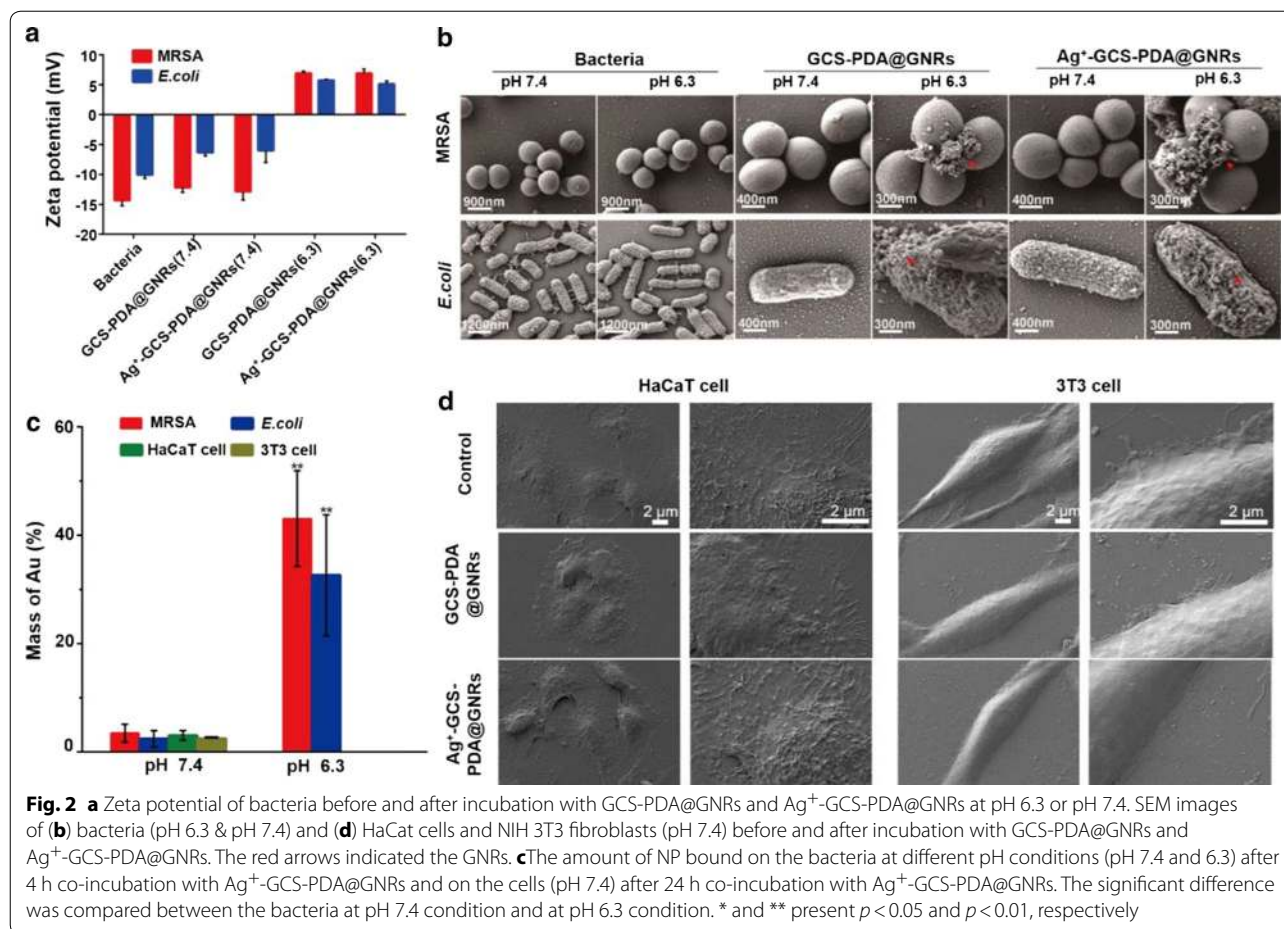 a
MRSA
E.coli
Zeta potential (mV)
10
5
0
-5
-10
-15
-20
Bacteria
GCS-PDA@GNRs(7.4)
Ag⁺-GCS-PDA@GNRs(7.4)
GCS-PDA@GNRs(6.3)
Ag⁺-GCS-PDA@GNRs(6.3)
b
Bacteria GCS-PDA@GNRs Ag⁺-GCS-PDA@GNRs
pH 7.4 pH 6.3 pH 7.4 pH 6.3 pH 7.4 pH 6.3
MRSA
900nm 900nm 400nm 300nm 400nm 300nm
E.coli
1200nm 1200nm 400nm 300nm 400nm 300nm
c
MRSA E.coli
HaCaT cell 3T3 cell
Mass of Au (%)
60
40
20
0
** **
pH 7.4 pH 6.3
d
HaCaT cell 3T3 cell
Control
2 μm 2 μm 2 μm 2 μm
GCS-PDA
@GNRs
Ag⁺-GCS-
PDA@GNRs
Fig. 2 a Zeta potential of bacteria before and after incubation with GCS-PDA@GNRs and Ag⁺-GCS-PDA@GNRs at pH 6.3 or pH 7.4. SEM images
of (b) bacteria (pH 6.3 & pH 7.4) and (d) HaCat cells and NIH 3T3 fibroblasts (pH 7.4) before and after incubation with GCS-PDA@GNRs and
Ag⁺-GCS-PDA@GNRs. The red arrows indicated the GNRs. cThe amount of NP bound on the bacteria at different pH conditions (pH 7.4 and 6.3) after
4 h co-incubation with Ag⁺-GCS-PDA@GNRs and on the cells (pH 7.4) after 24 h co-incubation with Ag⁺-GCS-PDA@GNRs. The significant difference
was compared between the bacteria at pH 7.4 condition and at pH 6.3 condition. * and ** present p < 0.05 and p < 0.01, respectively